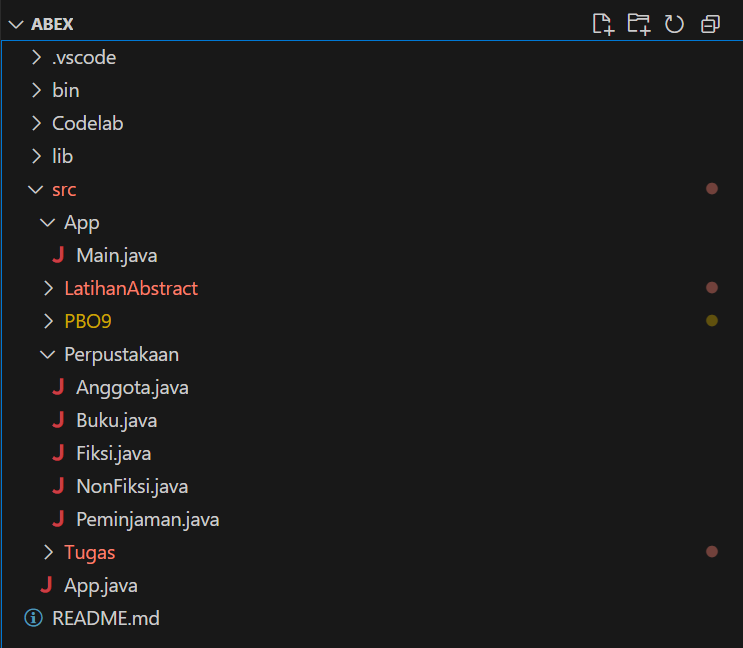 ABEX
.vscode
bin
Codelab
lib
src
App
J Main.java
LatihanAbstract
PBO9
Perpustakaan
J Anggota.java
J Buku.java
J Fiksi.java
J NonFiksi.java
J Peminjaman.java
Tugas
J App.java
README.md